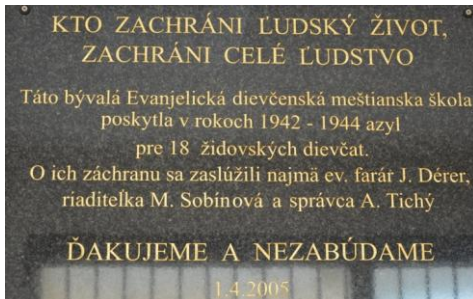 KTO ZACHRÁNI ĽUDSKÝ ŽIVOT,
ZACHRÁNI CELÉ ĽUDSTVO
Táto bývalá Evanjelická dievčenská meštianska škola
poskytla v rokoch 1942 - 1944 azyl
pre 18 židovských dievčat.
O ich záchranu sa zaslúžili najmä ev. farár J. Dérer,
riaditeľka M. Sobínová a správca A. Tichý
ĎAKUJEME A NEZABÚDAME
1.4.2005